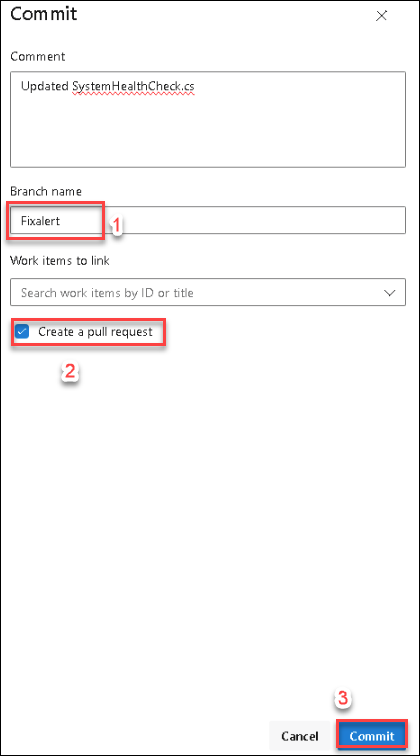 Commit
Comment
Updated SystemHealthCheck.cs
Branch name
Fixalert
1
Work items to link
Search work items by ID or title
Create a pull request
2
3
Cancel Commit